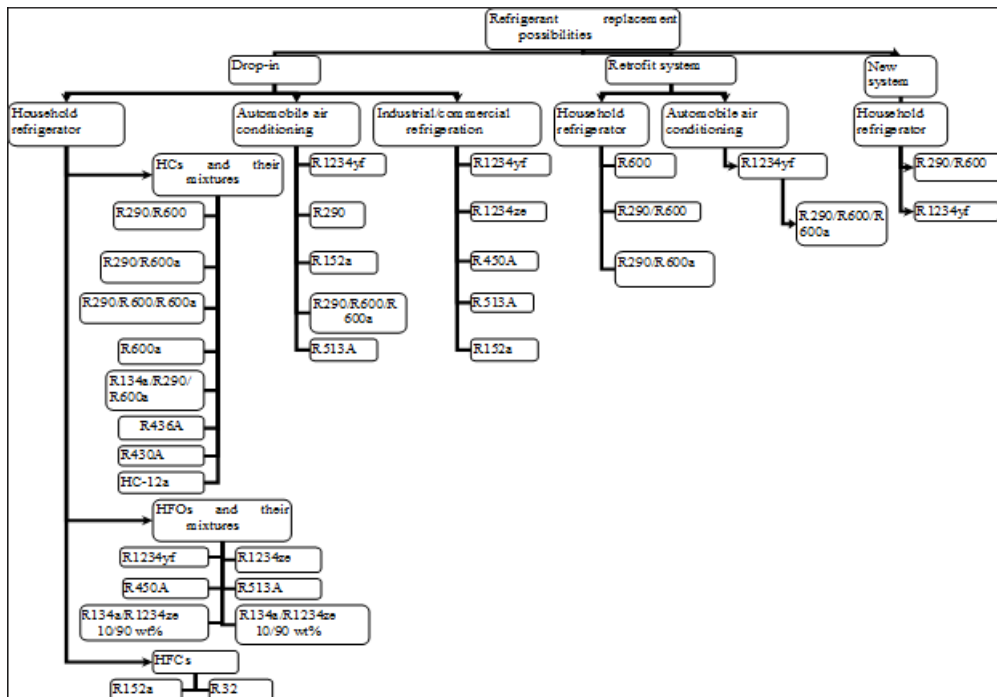 Refrigerant replacement
possibilities
Drop-in
Retrofit system
New
system
Household
refrigerator
Automobile air
conditioning
Industrial/commercial
refrigeration
Household
refrigerator
Automobile air
conditioning
Household
refrigerator
HCs and their
mixtures
R290/R600
R290/R600a
R290/R600/R600a
R600a
R134a/R290/
R600a
R436A
R430A
HC-12a
HFOs and their
mixtures
R1234yf
R1234ze
R450A
R513A
R134a/R1234ze
10/90 wt%
R134a/R1234ze
10/90 wt%
HFCs
R152a
R32
R1234yf
R290
R152a
R290/R600/R
600a
R513A
R1234yf
R1234ze
R450A
R513A
R152a
R600
R290/R600
R290/R600a
R1234yf
R290/R600/R
600a
R290/R600
R1234yf